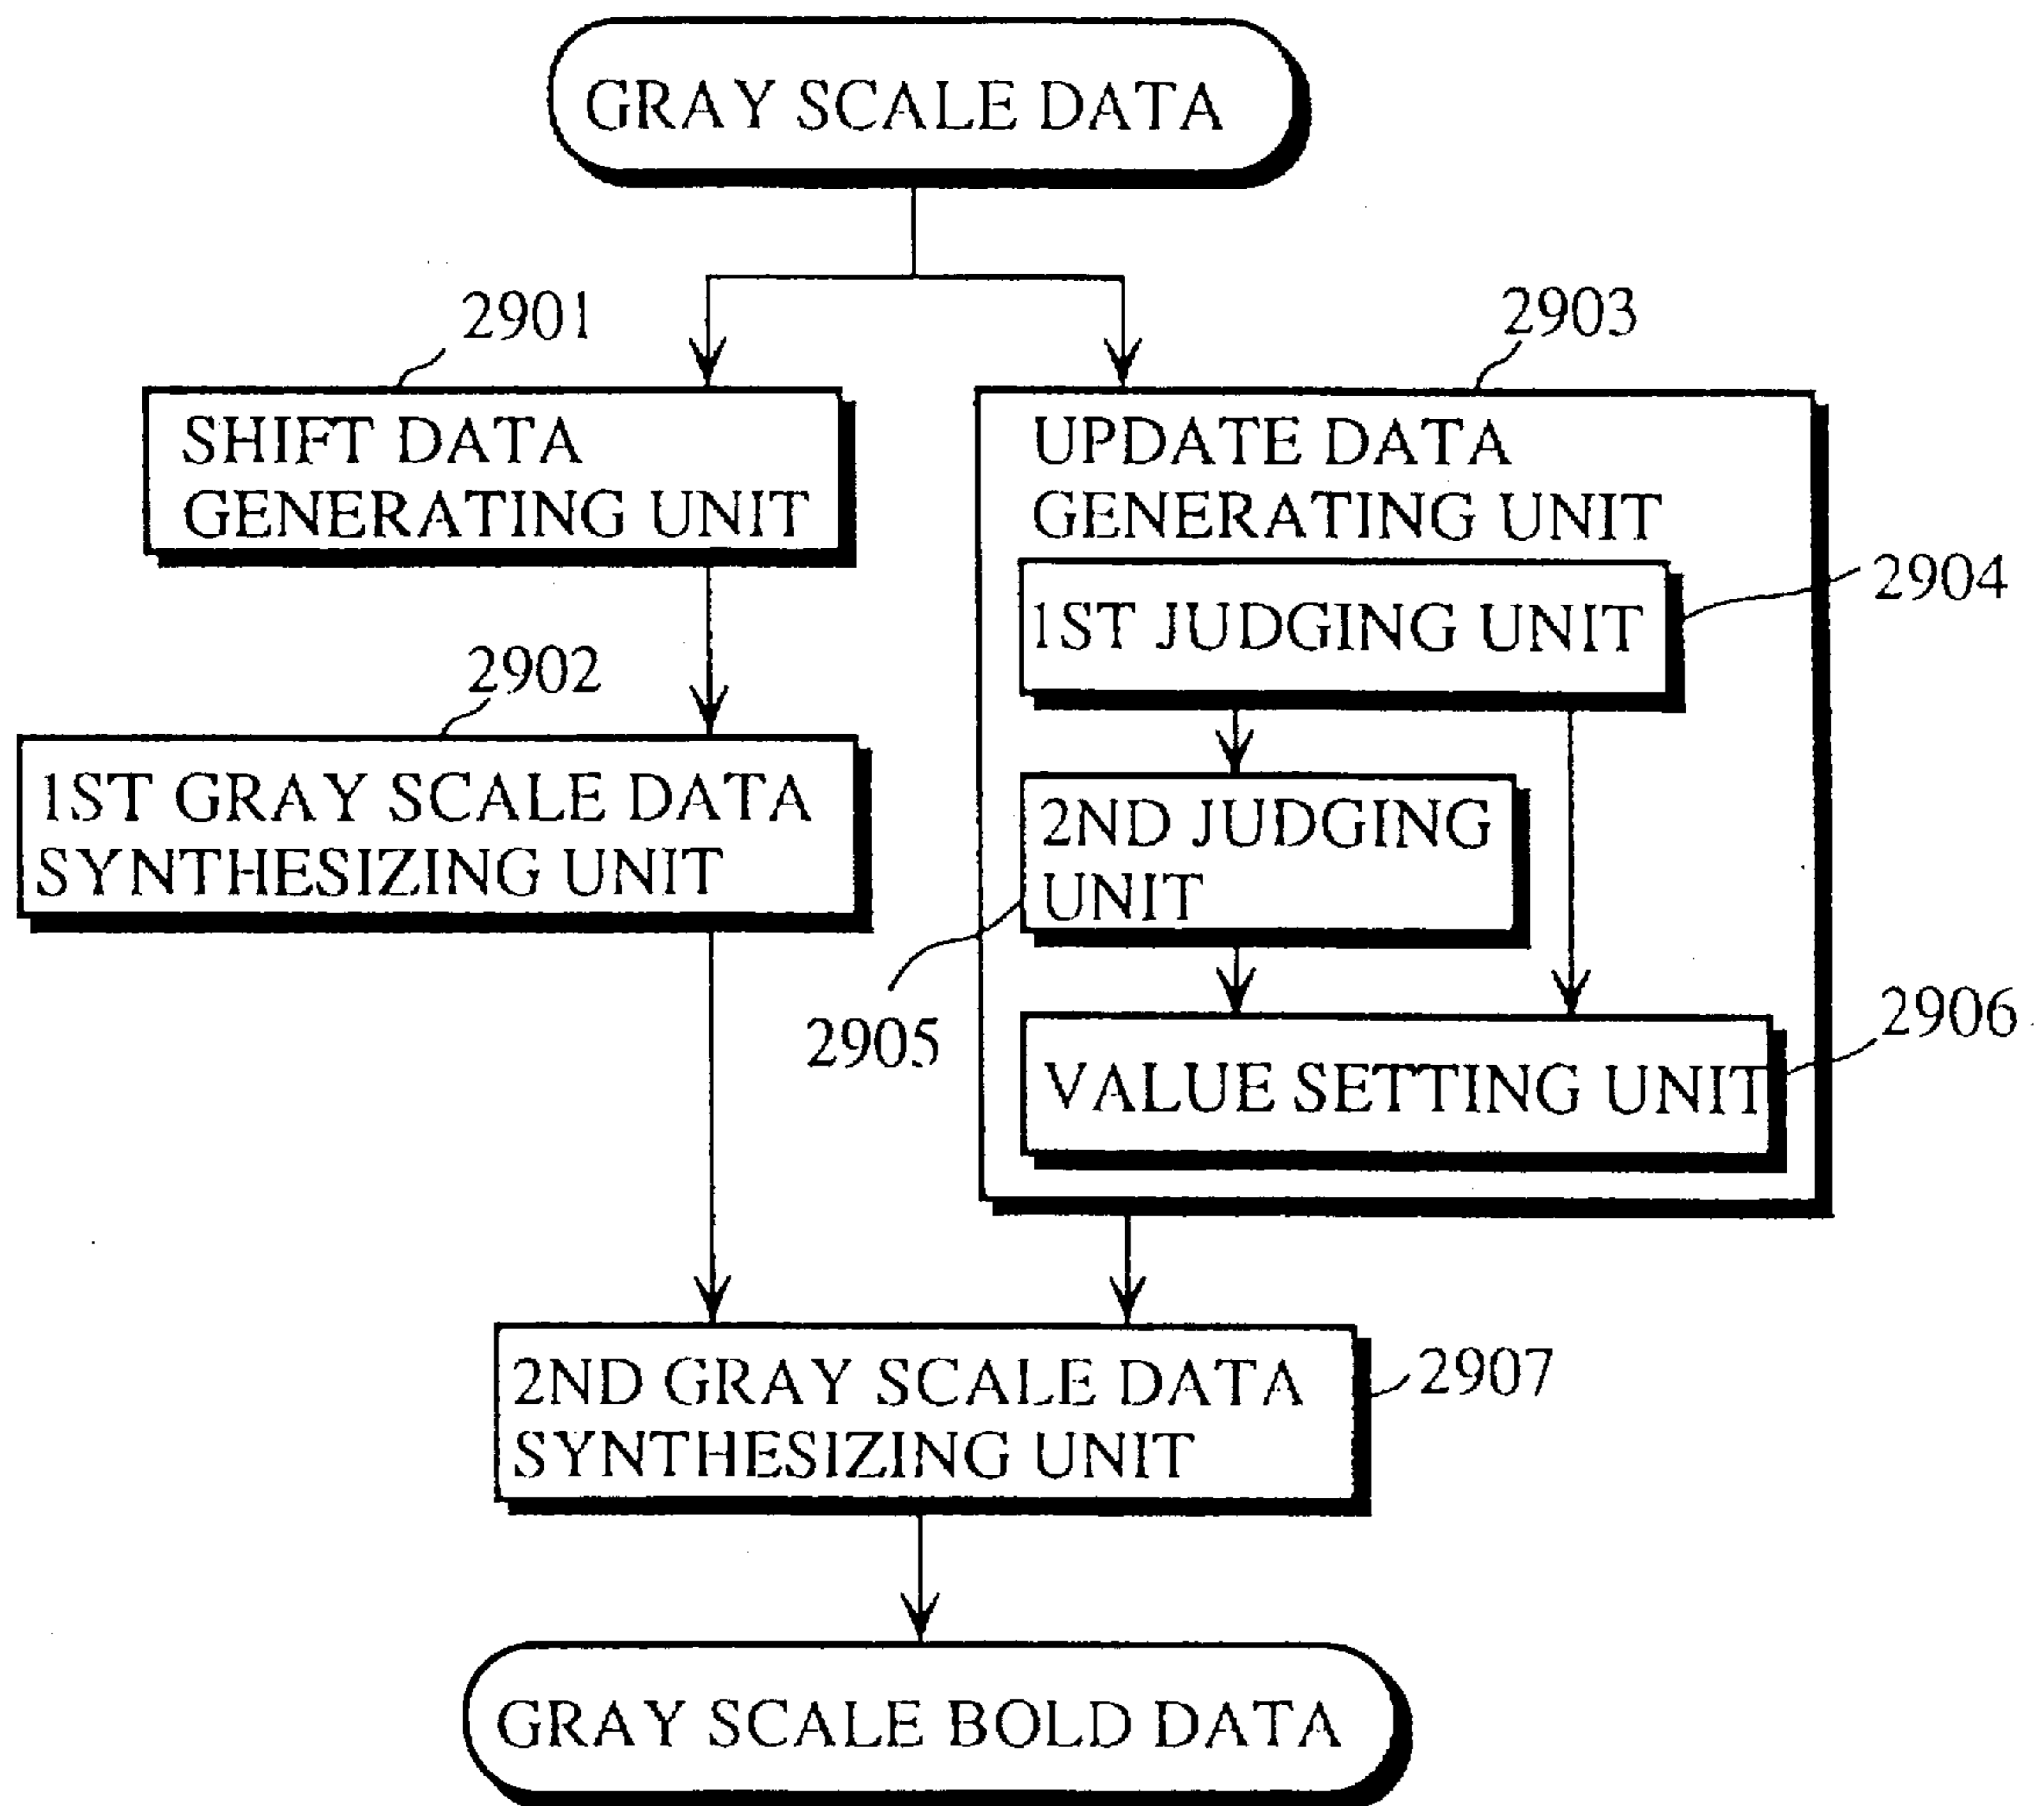 GRAY SCALE DATA
2901
2903
SHIFT DATA
GENERATING UNIT
UPDATE DATA
GENERATING UNIT
2904
1ST JUDGING UNIT
2902
1ST GRAY SCALE DATA
SYNTHESIZING UNIT
2ND JUDGING
UNIT
2905
2906
VALUE SETTING UNIT
2ND GRAY SCALE DATA
SYNTHESIZING UNIT
2907
GRAY SCALE BOLD DATA